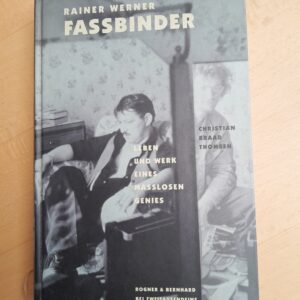 RAINER WERNER
FASSBINDER
CHRISTIAN
BRAAD
THOMSEN
LEBEN
UND WERK
EINES
MASSLOSEN
GENIES
ROGNER & BERNHARD
BEI ZWEITAUSENDEINS